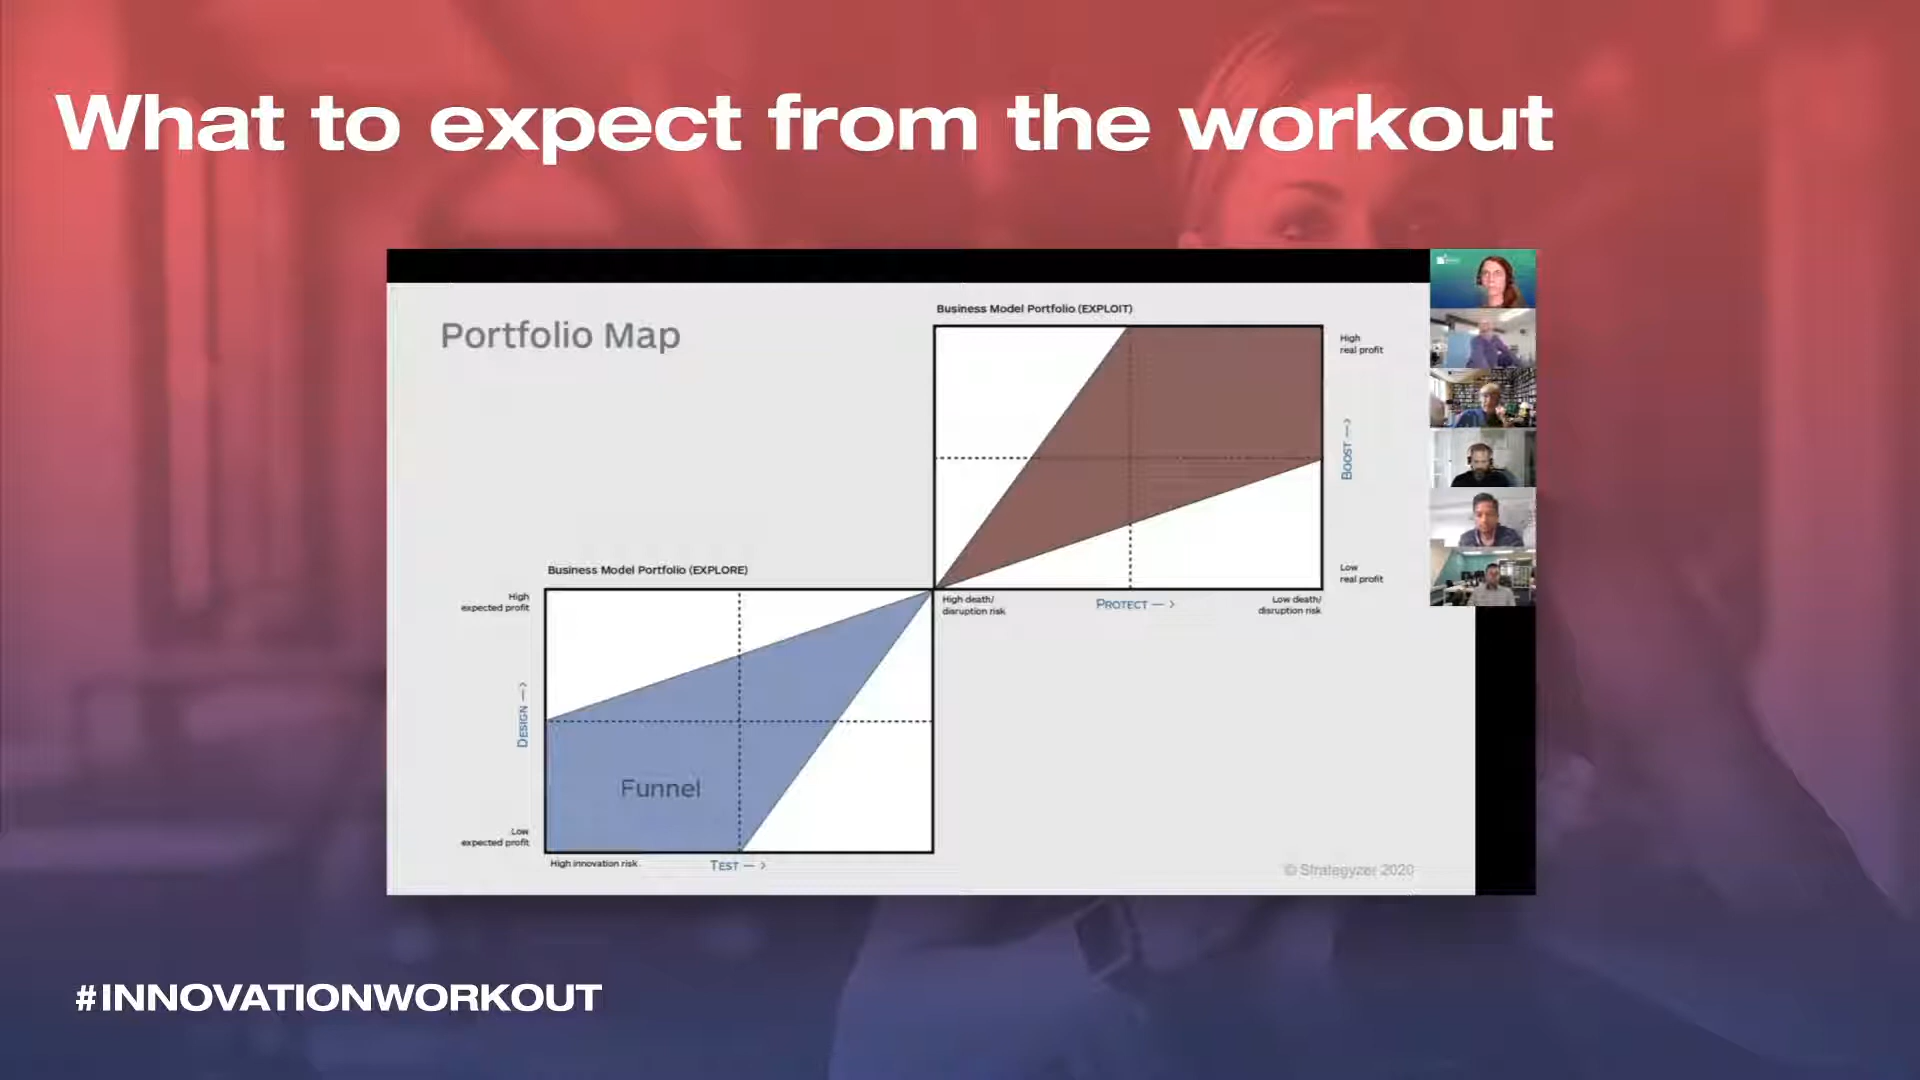 What to expect from the workout
Portfolio Map
Business Model Portfolio (EXPLOIT)
High
real profit
BOOST —>
Low
real profit
High death/
disruption risk
PROTECT —>
Low death/
disruption risk
Business Model Portfolio (EXPLORE)
High
expected profit
DESIGN —>
Funnel
Low
expected profit
High innovation risk
TEST —>
© Strategyzer 2020
#INNOVATIONWORKOUT